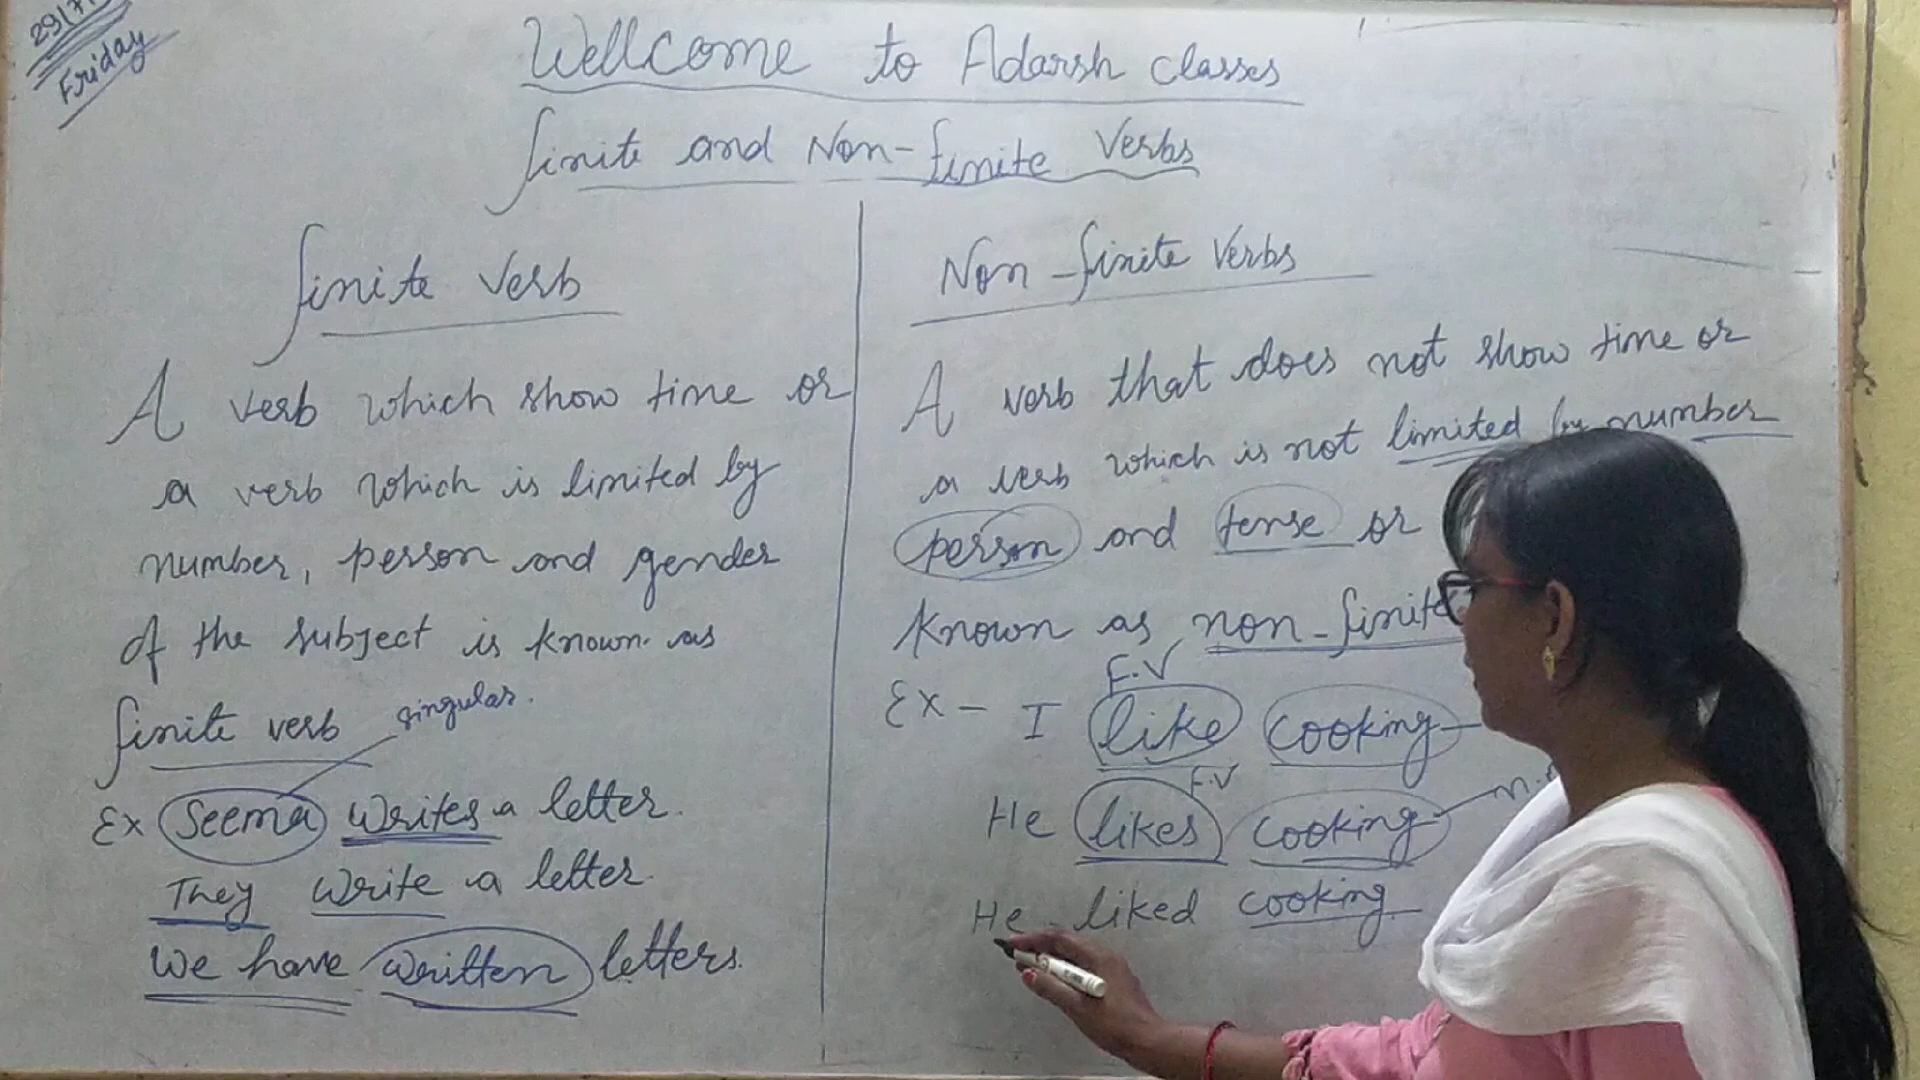 29/7/
Friday
Wellcome to Adarsh classes
finite and Non-finite Verbs
finite verb
A verb which show time or
a verb which is limited by
number, person and gender
of the subject is known as
finite verb
singular.
Ex Seema writes a letter.
They write a letter.
We have written letters.
Non-finite Verbs
A verb that does not show time or
a verb which is not limited by number
person and tense or
known as non-finite
F.V
Ex - I like cooking
F.V
He likes cooking
He liked cooking